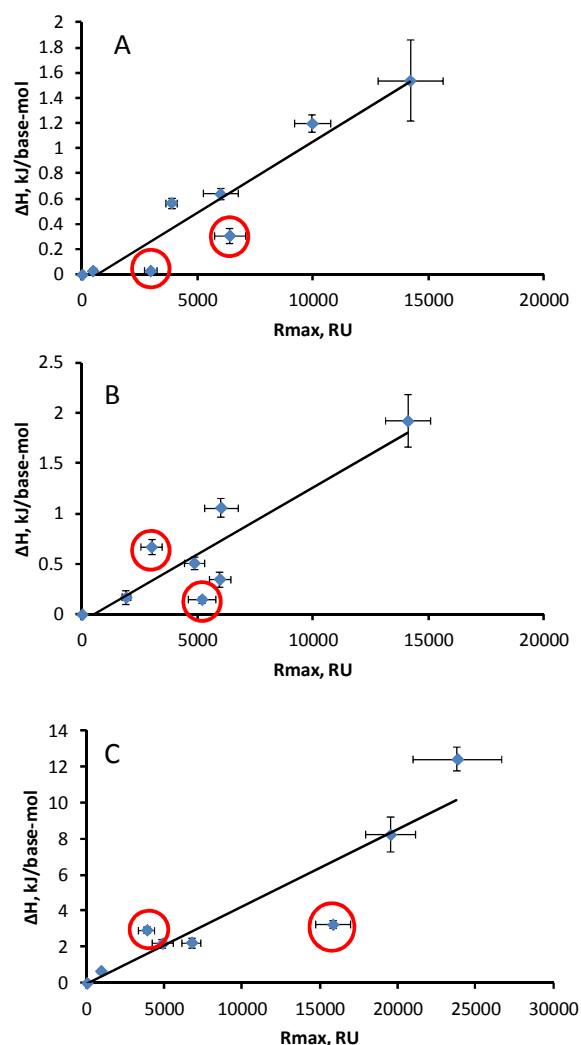 A
2
1.8
1.6
1.4
1.2
1
0.8
0.6
0.4
0.2
0
ΔH, kJ/base-mol
0 5000 10000 15000 20000
Rmax, RU
B
2.5
2
1.5
1
0.5
0
ΔH, kJ/base-mol
0 5000 10000 15000 20000
Rmax, RU
C
14
12
10
8
6
4
2
0
ΔH, kJ/base-mol
0 5000 10000 15000 20000 25000 30000
Rmax, RU